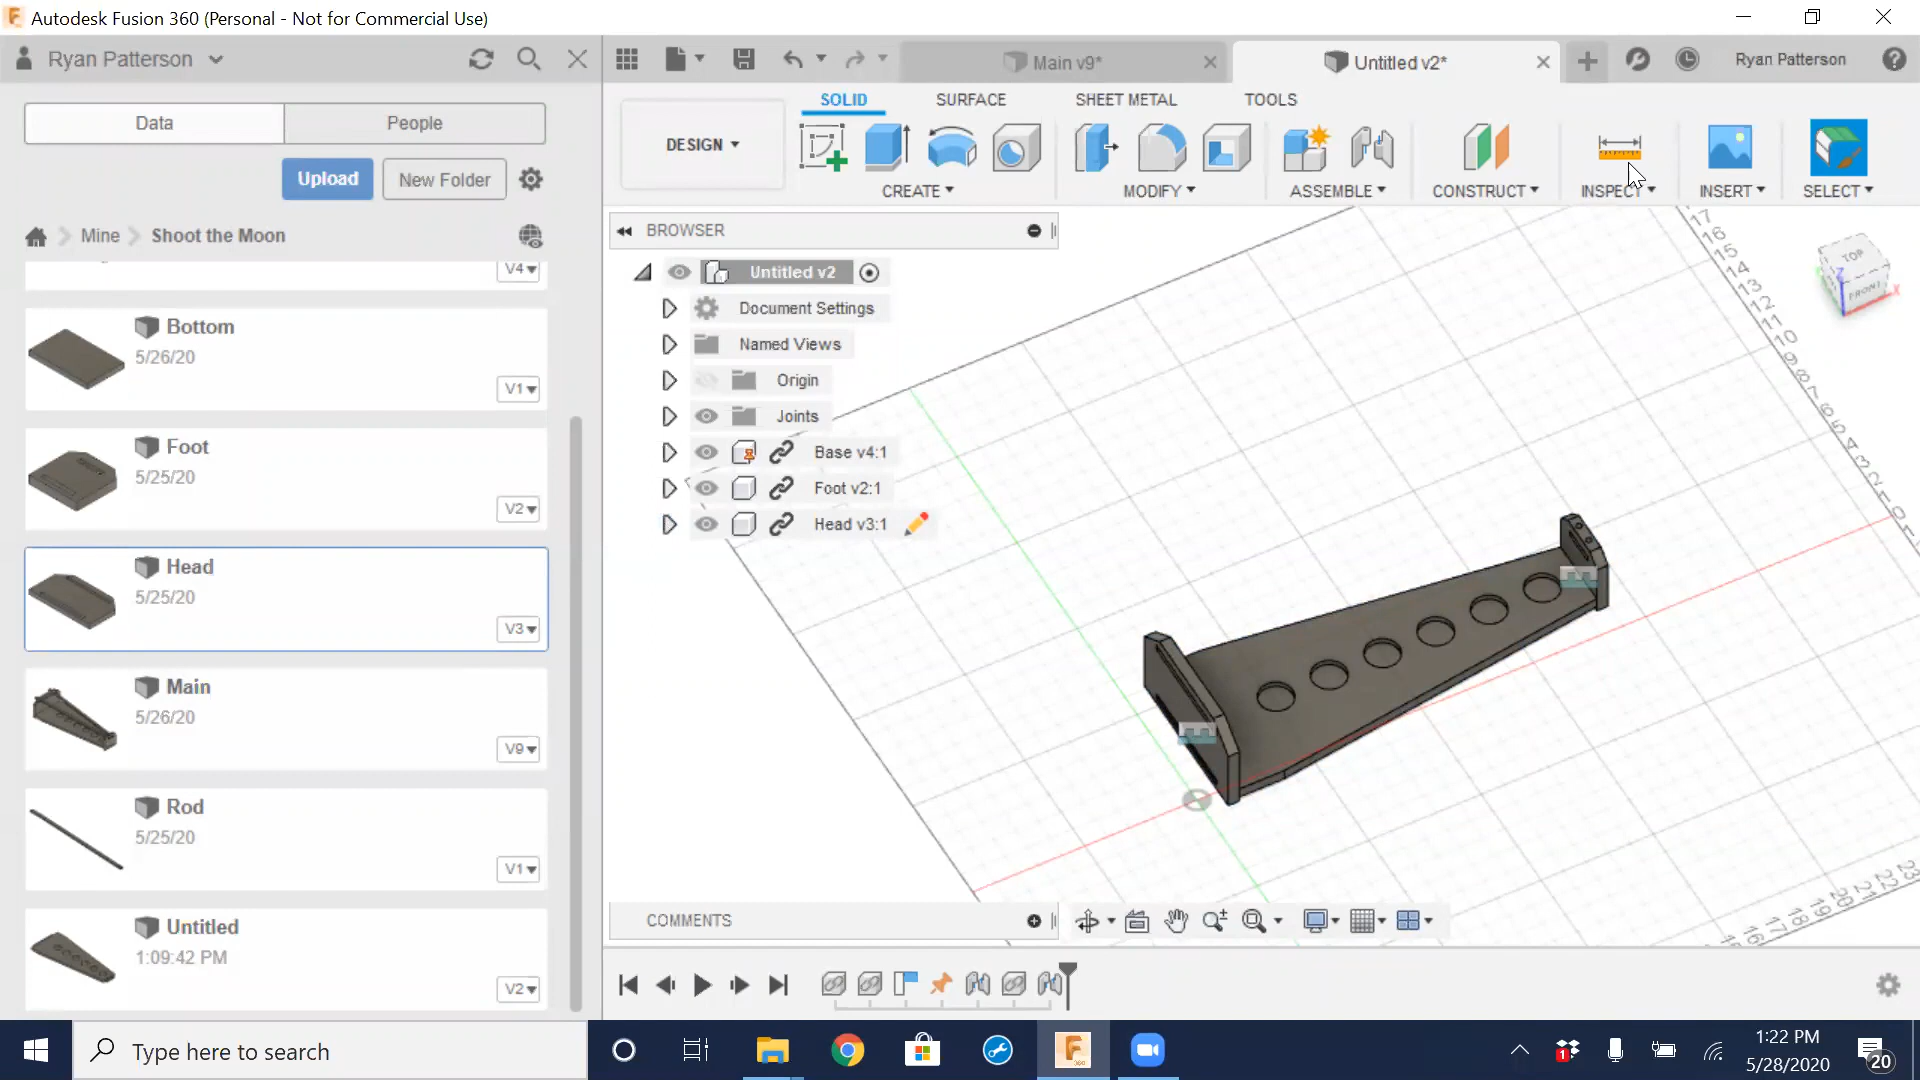 Autodesk Fusion 360 (Personal - Not for Commercial Use)
Ryan Patterson
Main v9*
Untitled v2*
Ryan Patterson
Data
People
SOLID
SURFACE
SHEET METAL
TOOLS
DESIGN
Upload
New Folder
CREATE
MODIFY
ASSEMBLE
CONSTRUCT
INSPECT
INSERT
SELECT
Mine
Shoot the Moon
BROWSER
V4
Untitled v2
Document Settings
Named Views
Origin
Joints
Base v4:1
Foot v2:1
Head v3:1
TOP
FRONT
Z
X
Bottom
5/26/20
V1
Foot
5/25/20
V2
Head
5/25/20
V3
Main
5/26/20
V9
Rod
5/25/20
V1
Untitled
1:09:42 PM
V2
COMMENTS
Type here to search
360
1
1:22 PM
5/28/2020
20